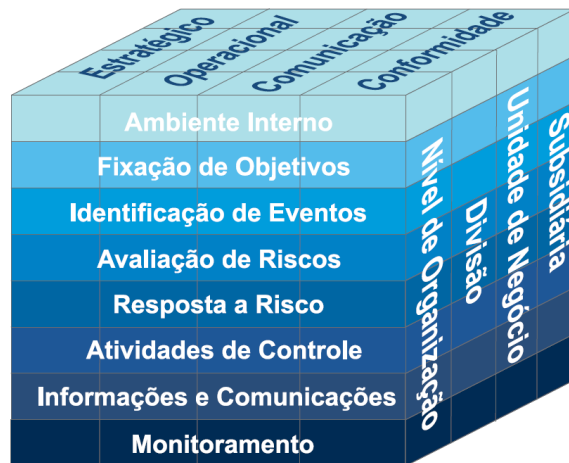 Estratégico
Operacional
Comunicação
Conformidade
Ambiente Interno
Fixação de Objetivos
Identificação de Eventos
Avaliação de Riscos
Resposta a Risco
Atividades de Controle
Informações e Comunicações
Monitoramento
Nível de Organização
Divisão
Unidade de Negócio
Subsidiária